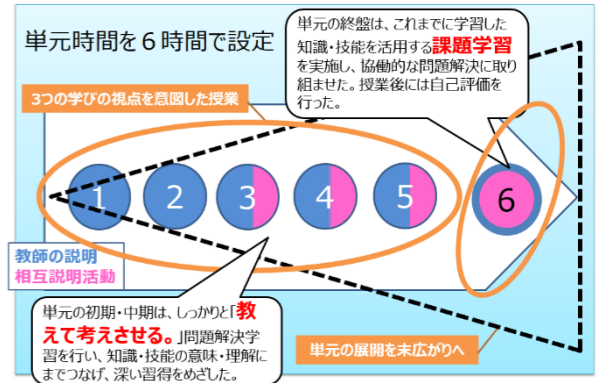 単元時間を6時間で設定
単元の終盤は、これまでに学習した
知識・技能を活用する課題学習
を実施し、協働的な問題解決に取り
組ませた。授業後には自己評価を
行った。
3つの学びの視点を意図した授業
1 2 3 4 5 6
教師の説明
相互説明活動
単元の初期・中期は、しっかりと「教
えて考えさせる。」問題解決学
習を行い、知識・技能の意味・理解に
までつなげ、深い習得をめざした。
単元の展開を末広がりへ